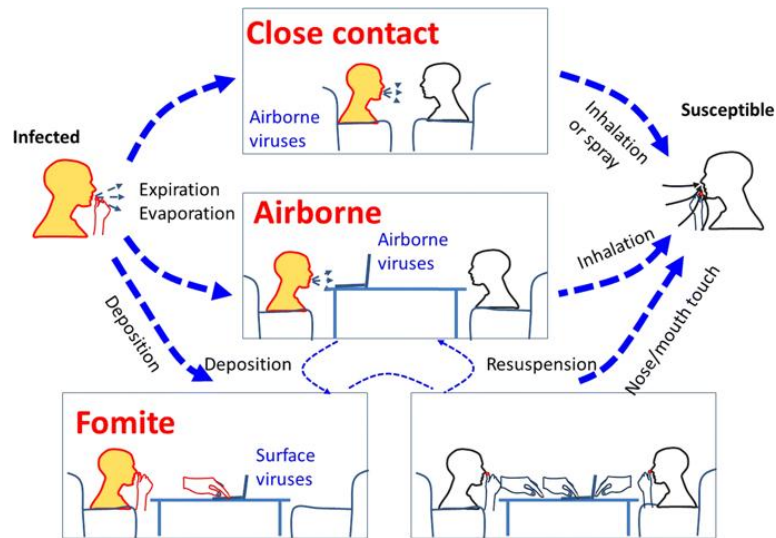 Close contact
Airborne
viruses
Infected
Expiration
Evaporation
Inhalation
or spray
Susceptible
Airborne
Airborne
viruses
Inhalation
Deposition
Deposition
Resuspension
Nose/mouth touch
Fomite
Surface
viruses